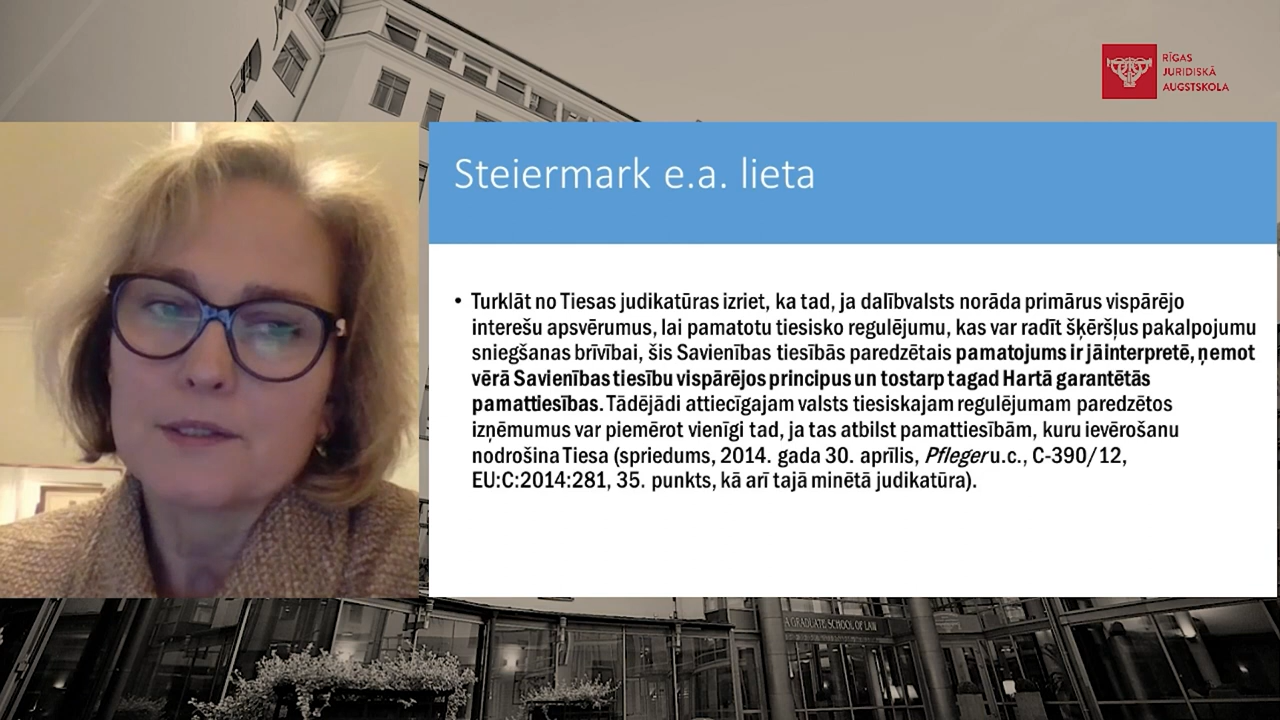 RĪGAS
JURIDISKĀ
AUGSTSKOLA
Steiermark e.a. lieta
• Turklāt no Tiesas judikatūras izriet, ka tad, ja dalībvalsts norāda primārus vispārējo
interešu apsvērumus, lai pamatotu tiesisko regulējumu, kas var radīt šķēršļus pakalpojumu
sniegšanas brīvībai, šis Savienības tiesībās paredzētais pamatojums ir jāinterpretē, ņemot
vērā Savienības tiesību vispārējos principus un tostarp tagad Hartā garantētās
pamattiesības. Tādējādi attiecīgajam valsts tiesiskajam regulējumam paredzētos
izņēmumus var piemērot vienīgi tad, ja tas atbilst pamattiesībām, kuru ievērošanu
nodrošina Tiesa (spriedums, 2014. gada 30. aprīlis, Pfleger u.c., C-390/12,
EU:C:2014:281, 35. punkts, kā arī tajā minētā judikatūra).
A GRADUATE SCHOOL OF LAW